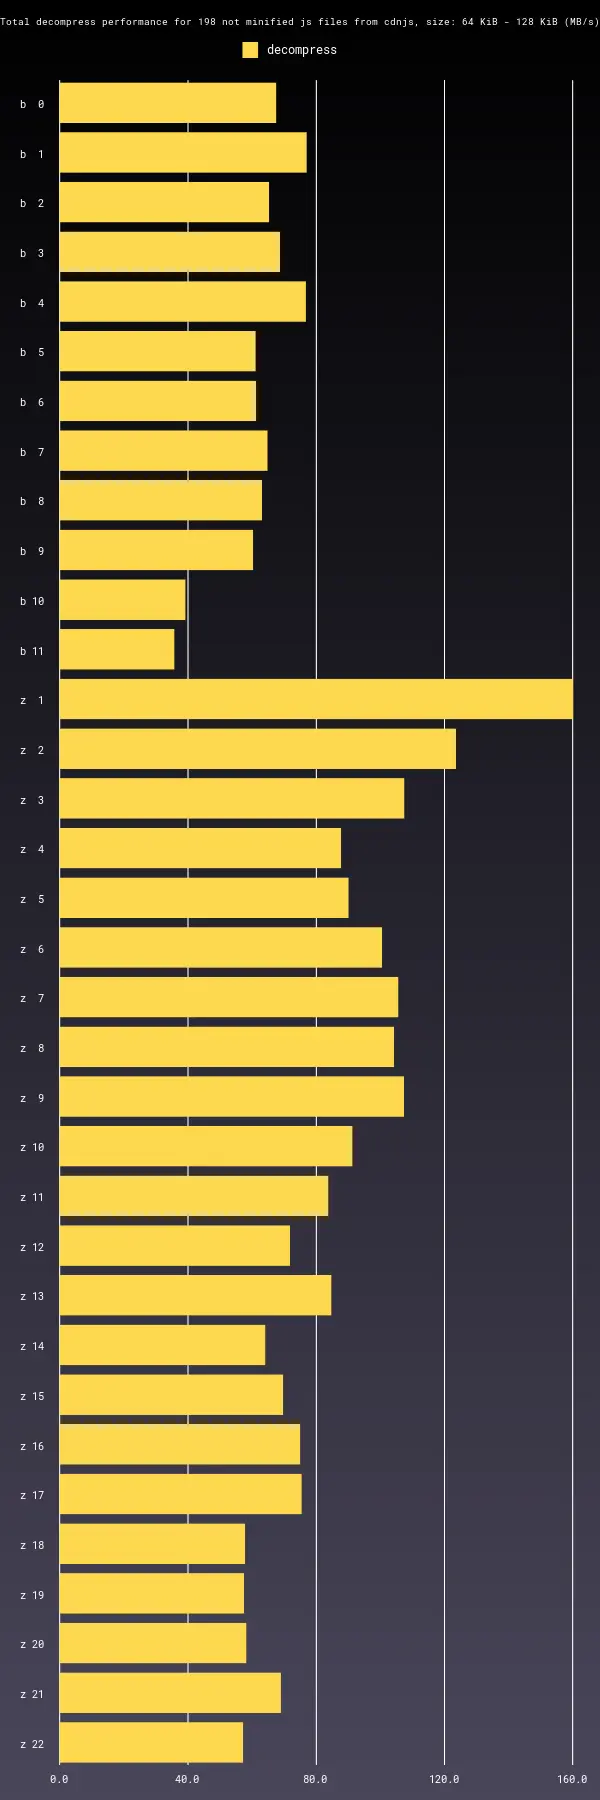 Total decompress performance for 198 not minified js files from cdnjs, size: 64 KiB - 128 KiB (MB/s)
decompress
b 0
b 1
b 2
b 3
b 4
b 5
b 6
b 7
b 8
b 9
b 10
b 11
z 1
z 2
z 3
z 4
z 5
z 6
z 7
z 8
z 9
z 10
z 11
z 12
z 13
z 14
z 15
z 16
z 17
z 18
z 19
z 20
z 21
z 22
0.0 40.0 80.0 120.0 160.0